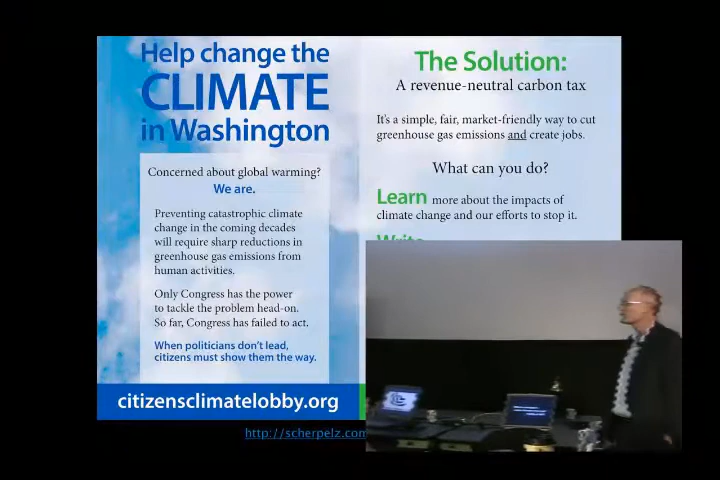 Help change the
CLIMATE
in Washington
Concerned about global warming?
We are.
Preventing catastrophic climate
change in the coming decades
will require sharp reductions in
greenhouse gas emissions from
human activities.
Only Congress has the power
to tackle the problem head-on.
So far, Congress has failed to act.
When politicians don't lead,
citizens must show them the way.
citizensclimatelobby.org
The Solution:
A revenue-neutral carbon tax
It's a simple, fair, market-friendly way to cut
greenhouse gas emissions and create jobs.
What can you do?
Learn more about the impacts of
climate change and our efforts to stop it.
Write
http://scherpelz.com